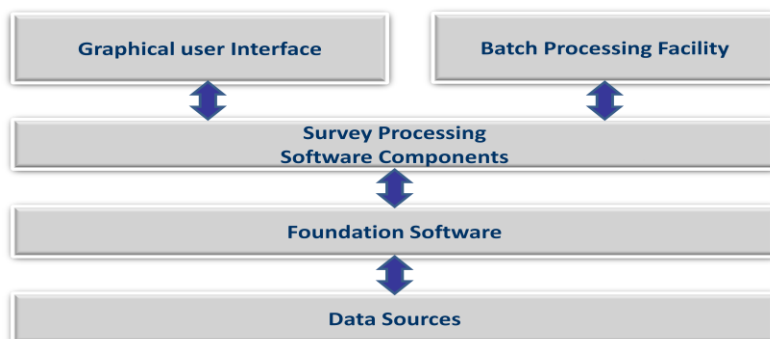 Graphical user Interface
Batch Processing Facility
Survey Processing
Software Components
Foundation Software
Data Sources